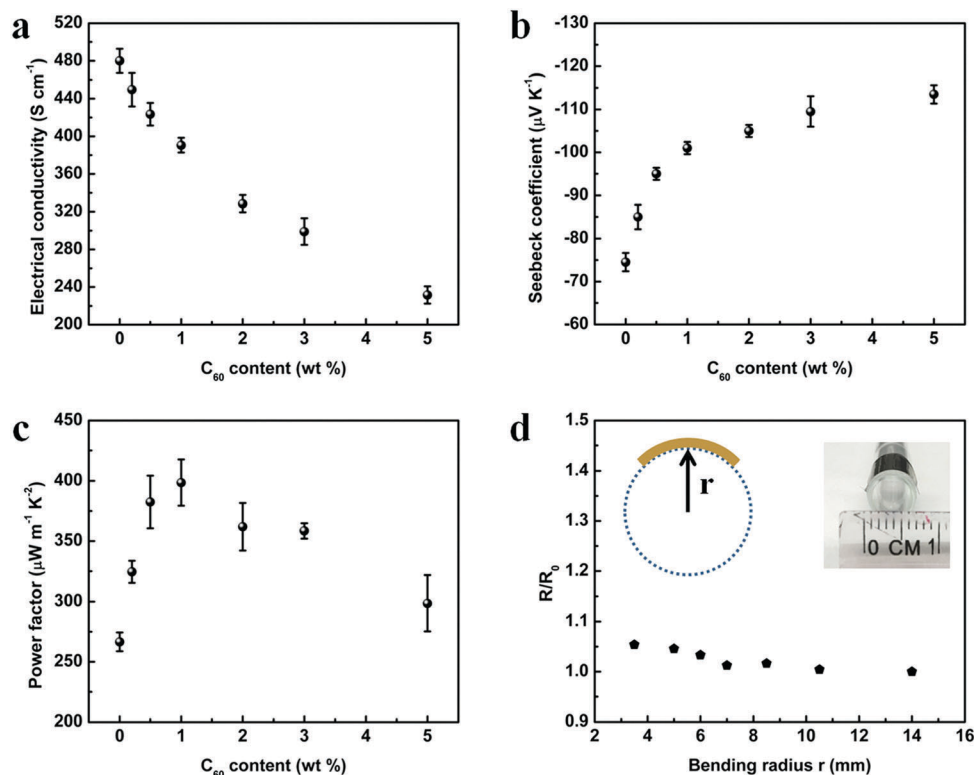 a
520
480
440
400
360
320
280
240
200
Electrical conductivity (S cm⁻¹)
0 1 2 3 4 5
C₆₀ content (wt %)
b
-130
-120
-110
-100
-90
-80
-70
-60
Seebeck coefficient (μV K⁻¹)
0 1 2 3 4 5
C₆₀ content (wt %)
c
450
400
350
300
250
200
Power factor (μW m⁻¹ K⁻²)
0 1 2 3 4 5
C₆₀ content (wt %)
d
1.5
1.4
1.3
1.2
1.1
1.0
0.9
R/R₀
r
0 CM 1
2 4 6 8 10 12 14 16
Bending radius r (mm)